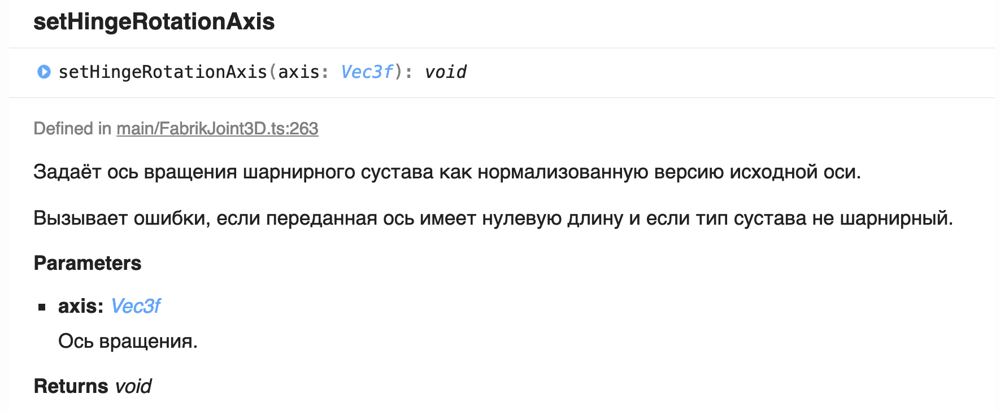 setHingeRotationAxis
setHingeRotationAxis(axis: Vec3f): void
Defined in main/FabrikJoint3D.ts:263
Задаёт ось вращения шарнирного сустава как нормализованную версию исходной оси.
Вызывает ошибки, если переданная ось имеет нулевую длину и если тип сустава не шарнирный.
Parameters
axis: Vec3f
Ось вращения.
Returns void